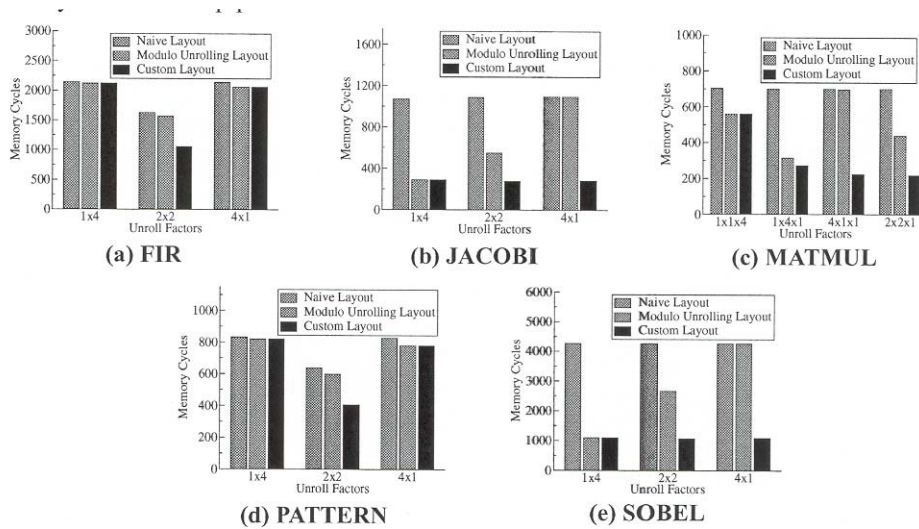 3000
2500
2000
1500
1000
500
0
Memory Cycles
Naive Layout
Modulo Unrolling Layout
Custom Layout
1x4 2x2 4x1
Unroll Factors
(a) FIR
1600
1200
800
400
0
Memory Cycles
Naive Layout
Modulo Unrolling Layout
Custom Layout
1x4 2x2 4x1
Unroll Factors
(b) JACOBI
1000
800
600
400
200
0
Memory Cycles
Naive Layout
Modulo Unrolling Layout
Custom Layout
1x1x4 1x4x1 4x1x1 2x2x1
Unroll Factors
(c) MATMUL
1000
800
600
400
200
0
Memory Cycles
Naive Layout
Modulo Unrolling Layout
Custom Layout
1x4 2x2 4x1
Unroll Factors
(d) PATTERN
6000
5000
4000
3000
2000
1000
0
Memory Cycles
Naive Layout
Modulo Unrolling Layout
Custom Layout
1x4 2x2 4x1
Unroll Factors
(e) SOBEL